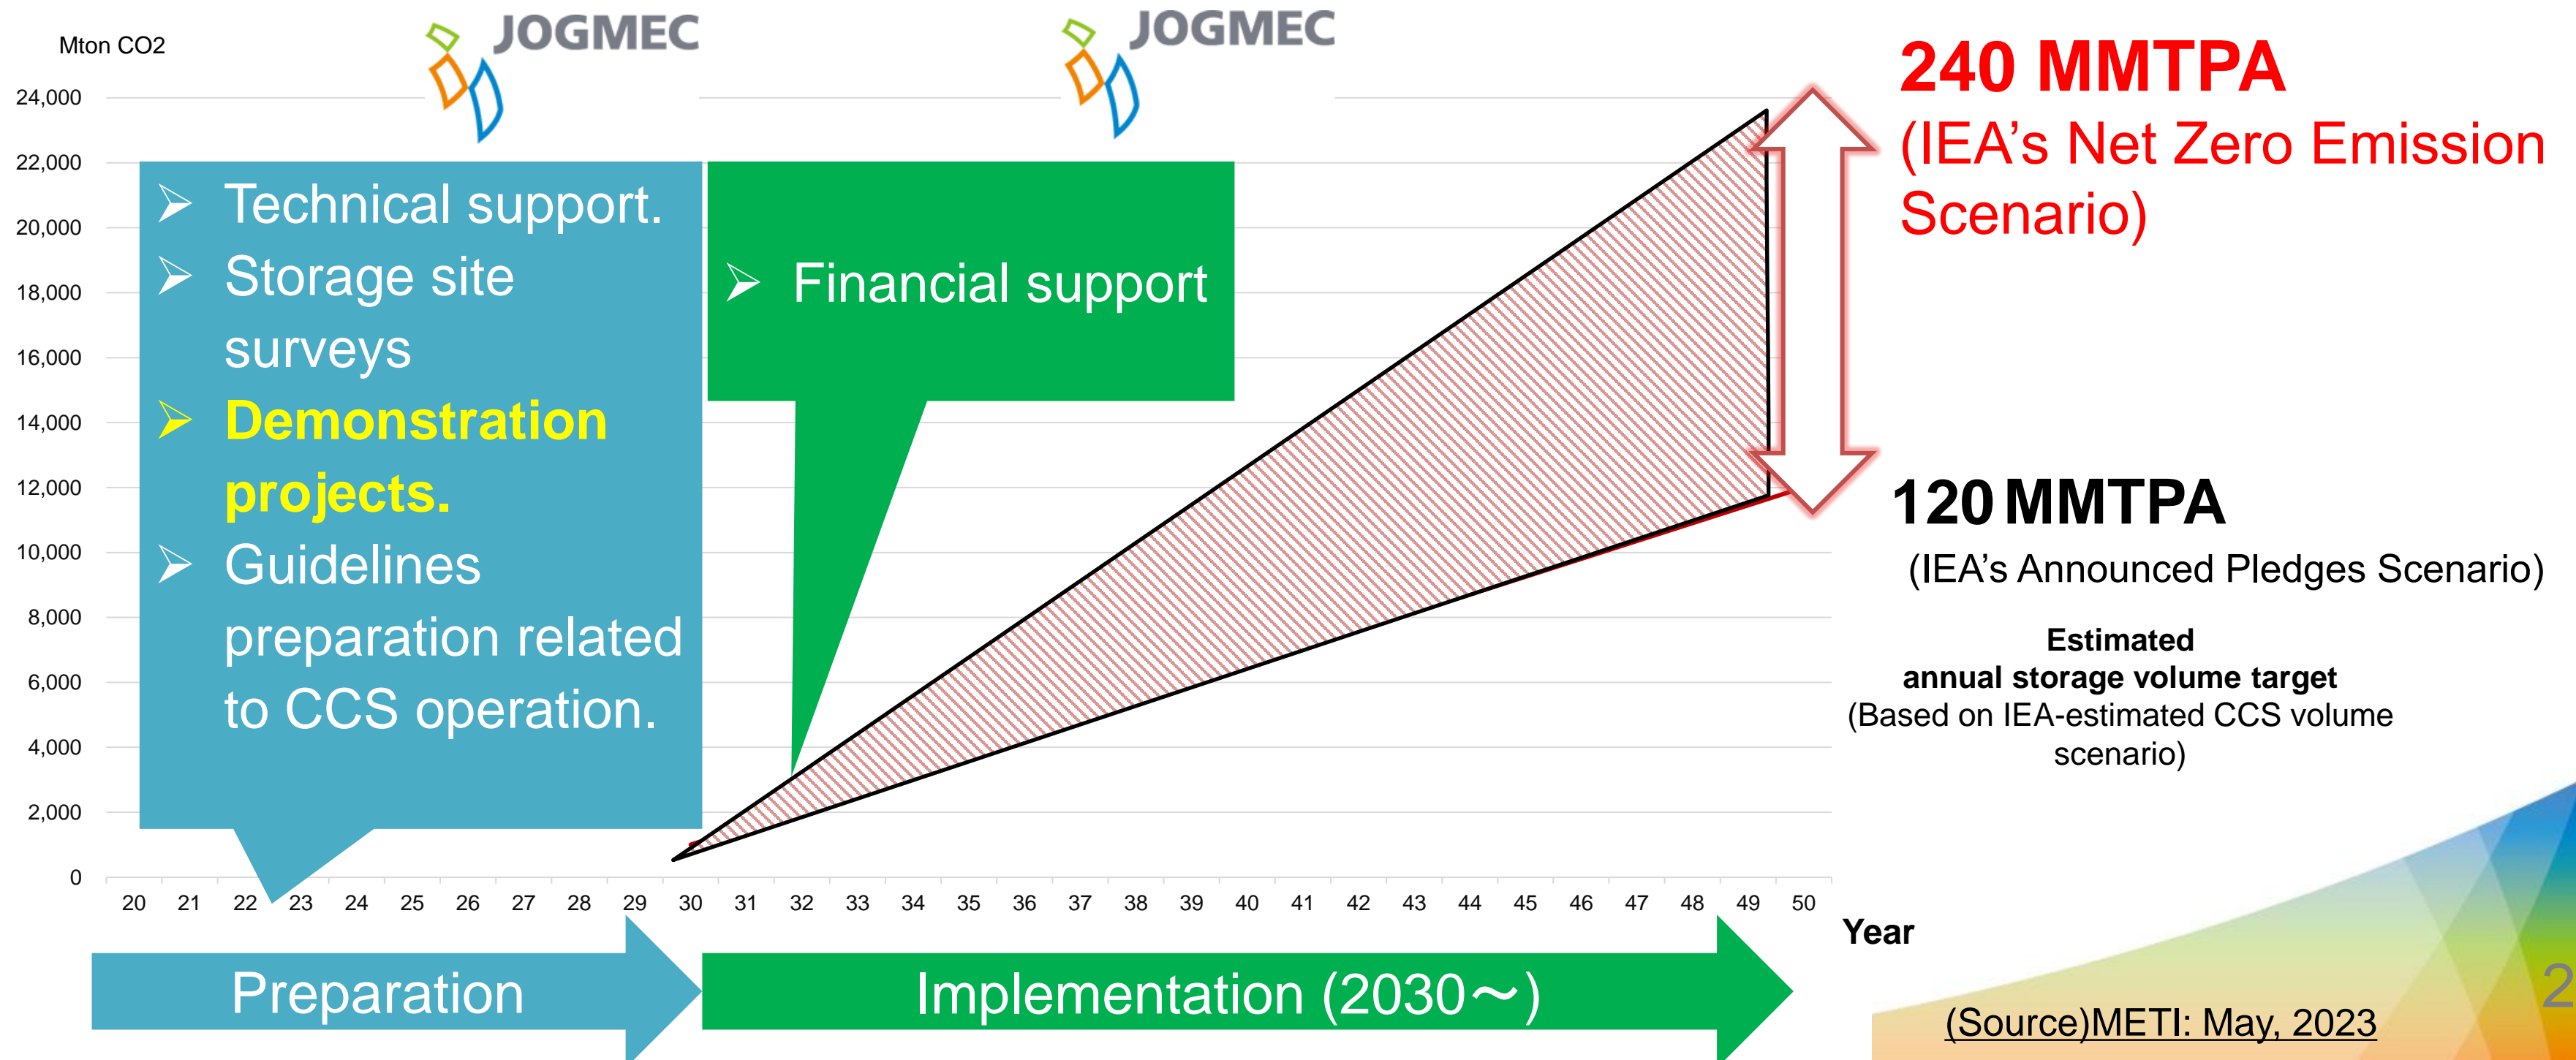 JOGMEC
JOGMEC
Mton CO2
24,000
22,000
20,000
18,000
16,000
14,000
12,000
10,000
8,000
6,000
4,000
2,000
0
➢ Technical support.
➢ Storage site
surveys
➢ Demonstration
projects.
➢ Guidelines
preparation related
to CCS operation.
➢ Financial support
240 MMTPA
(IEA’s Net Zero Emission
Scenario)
120 MMTPA
(IEA’s Announced Pledges Scenario)
Estimated
annual storage volume target
(Based on IEA-estimated CCS volume
scenario)
20 21 22 23 24 25 26 27 28 29 30 31 32 33 34 35 36 37 38 39 40 41 42 43 44 45 46 47 48 49 50
Year
Preparation
Implementation (2030～)
(Source)METI: May, 2023
2